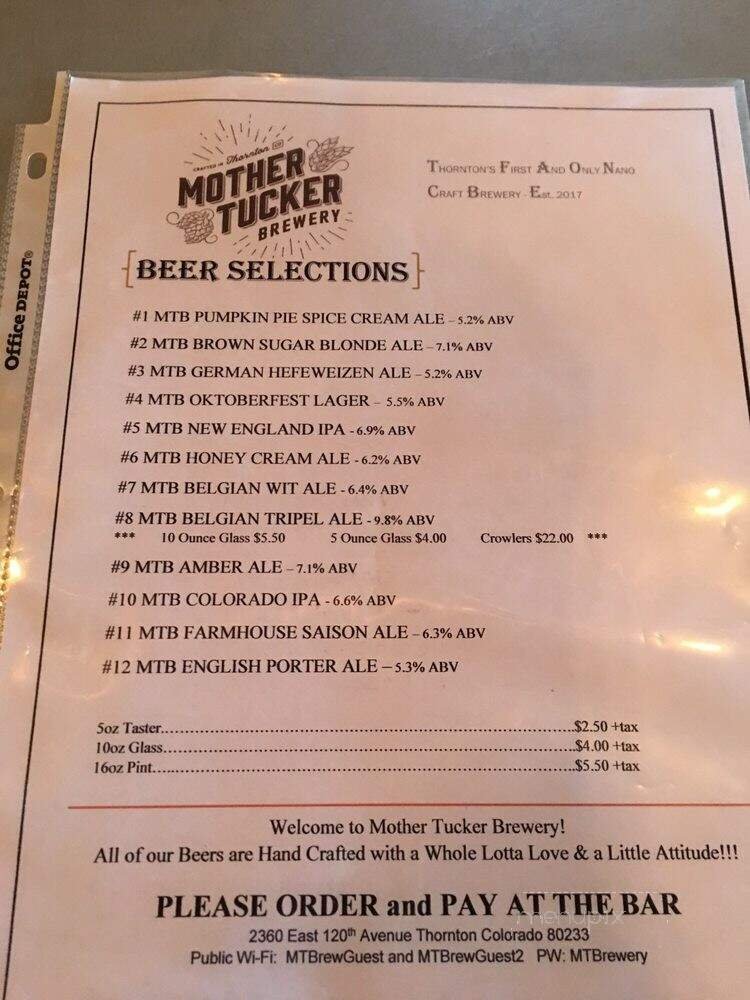 Office DEPOT®
CRAFTED IN Thornton CO
MOTHER
TUCKER
BREWERY
THORNTON'S FIRST AND ONLY NANO
CRAFT BREWERY - EST. 2017
{BEER SELECTIONS}
#1 MTB PUMPKIN PIE SPICE CREAM ALE – 5.2% ABV
#2 MTB BROWN SUGAR BLONDE ALE – 7.1% ABV
#3 MTB GERMAN HEFEWEIZEN ALE – 5.2% ABV
#4 MTB OKTOBERFEST LAGER – 5.5% ABV
#5 MTB NEW ENGLAND IPA - 6.9% ABV
#6 MTB HONEY CREAM ALE - 6.2% ABV
#7 MTB BELGIAN WIT ALE - 6.4% ABV
#8 MTB BELGIAN TRIPEL ALE - 9.8% ABV
*** 10 Ounce Glass $5.50 5 Ounce Glass $4.00 Crowlers $22.00 ***
#9 MTB AMBER ALE – 7.1% ABV
#10 MTB COLORADO IPA - 6.6% ABV
#11 MTB FARMHOUSE SAISON ALE – 6.3% ABV
#12 MTB ENGLISH PORTER ALE – 5.3% ABV
5oz Taster.....$2.50 +tax
10oz Glass.....$4.00 +tax
16oz Pint.....$5.50 +tax
Welcome to Mother Tucker Brewery!
All of our Beers are Hand Crafted with a Whole Lotta Love & a Little Attitude!!!
PLEASE ORDER and PAY AT THE BAR
menupix
2360 East 120th Avenue Thornton Colorado 80233
Public Wi-Fi: MTBrewGuest and MTBrewGuest2 PW: MTBrewery